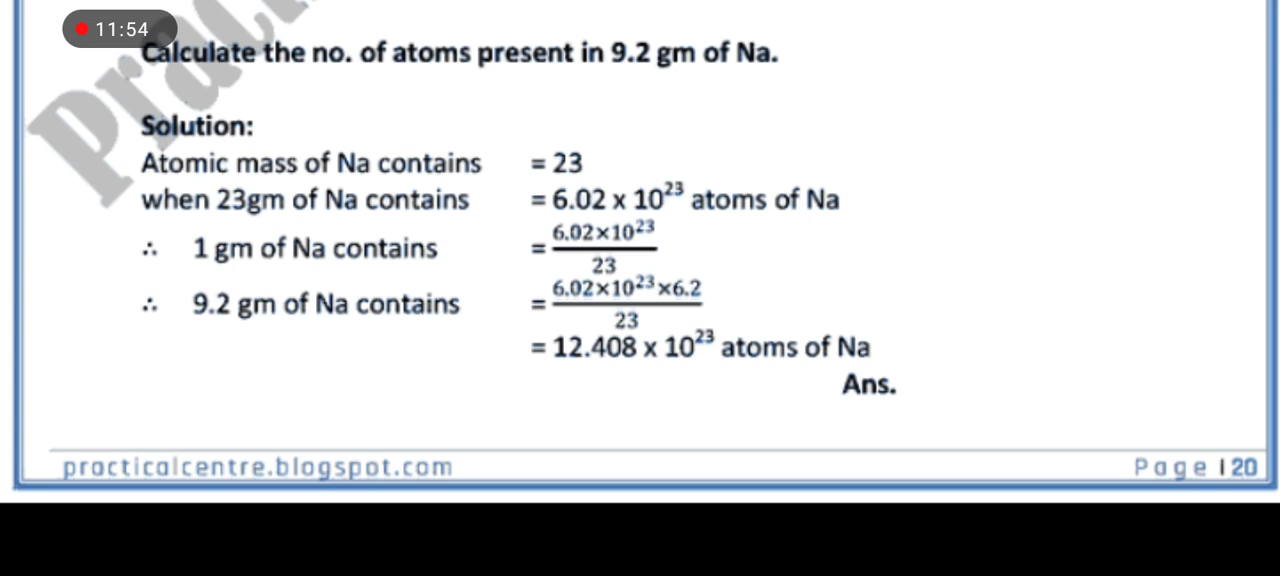 11:54
Calculate the no. of atoms present in 9.2 gm of Na.
Solution:
Atomic mass of Na contains = 23
when 23gm of Na contains = 6.02 x 10²³ atoms of Na
∴ 1 gm of Na contains = 6.02×10²³/23
∴ 9.2 gm of Na contains = 6.02×10²³×6.2/23
= 12.408 x 10²³ atoms of Na
Ans.
practicalcentre.blogspot.com Page | 20